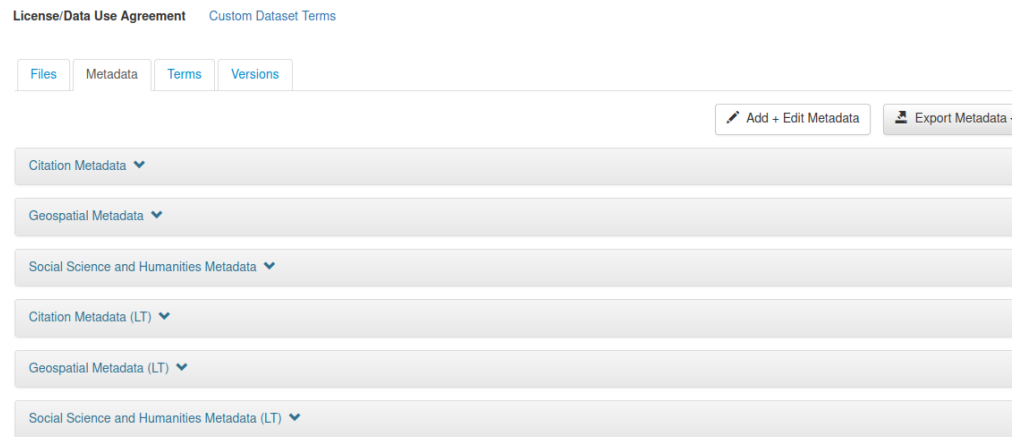 License/Data Use Agreement Custom Dataset Terms
Files Metadata Terms Versions
Add + Edit Metadata Export Metadata
Citation Metadata
Geospatial Metadata
Social Science and Humanities Metadata
Citation Metadata (LT)
Geospatial Metadata (LT)
Social Science and Humanities Metadata (LT)